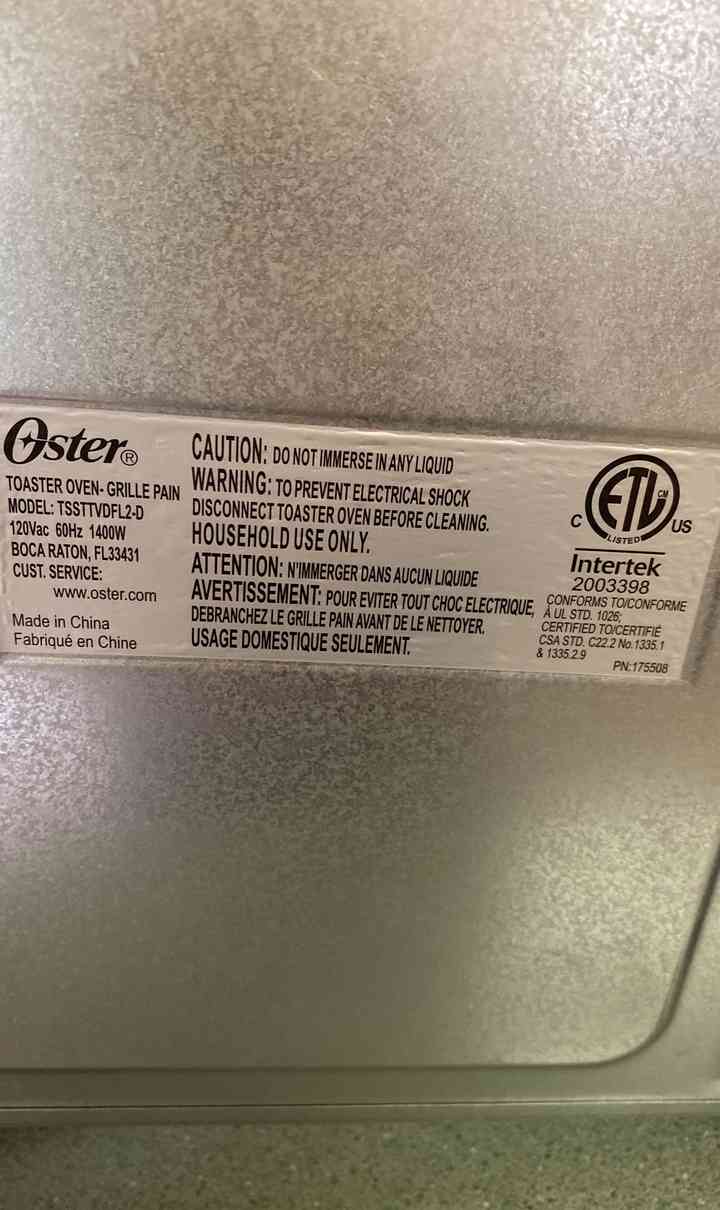 Oster®
TOASTER OVEN- GRILLE PAIN
MODEL: TSSTTVDFL2-D
120Vac 60Hz 1400W
BOCA RATON, FL33431
CUST. SERVICE:
www.oster.com
Made in China
Fabriqué en Chine
CAUTION: DO NOT IMMERSE IN ANY LIQUID
WARNING: TO PREVENT ELECTRICAL SHOCK
DISCONNECT TOASTER OVEN BEFORE CLEANING.
HOUSEHOLD USE ONLY.
ATTENTION: N'IMMERGER DANS AUCUN LIQUIDE
AVERTISSEMENT: POUR EVITER TOUT CHOC ELECTRIQUE,
DEBRANCHEZ LE GRILLE PAIN AVANT DE LE NETTOYER.
USAGE DOMESTIQUE SEULEMENT.
ETL CM
C US
LISTED
Intertek
2003398
CONFORMS TO/CONFORME
À UL STD. 1026;
CERTIFIED TO/CERTIFIÉ
CSA STD. C22.2 No.1335.1
& 1335.2.9
PN:175508